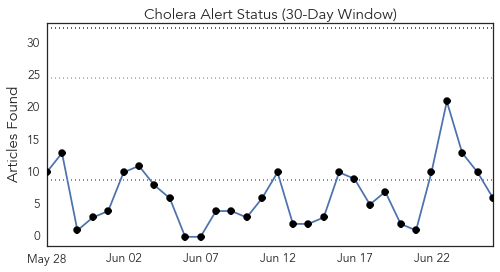 Cholera Alert Status (30-Day Window)
Articles Found
30
25
20
15
10
5
0
May 28
Jun 02
Jun 07
Jun 12
Jun 17
Jun 22